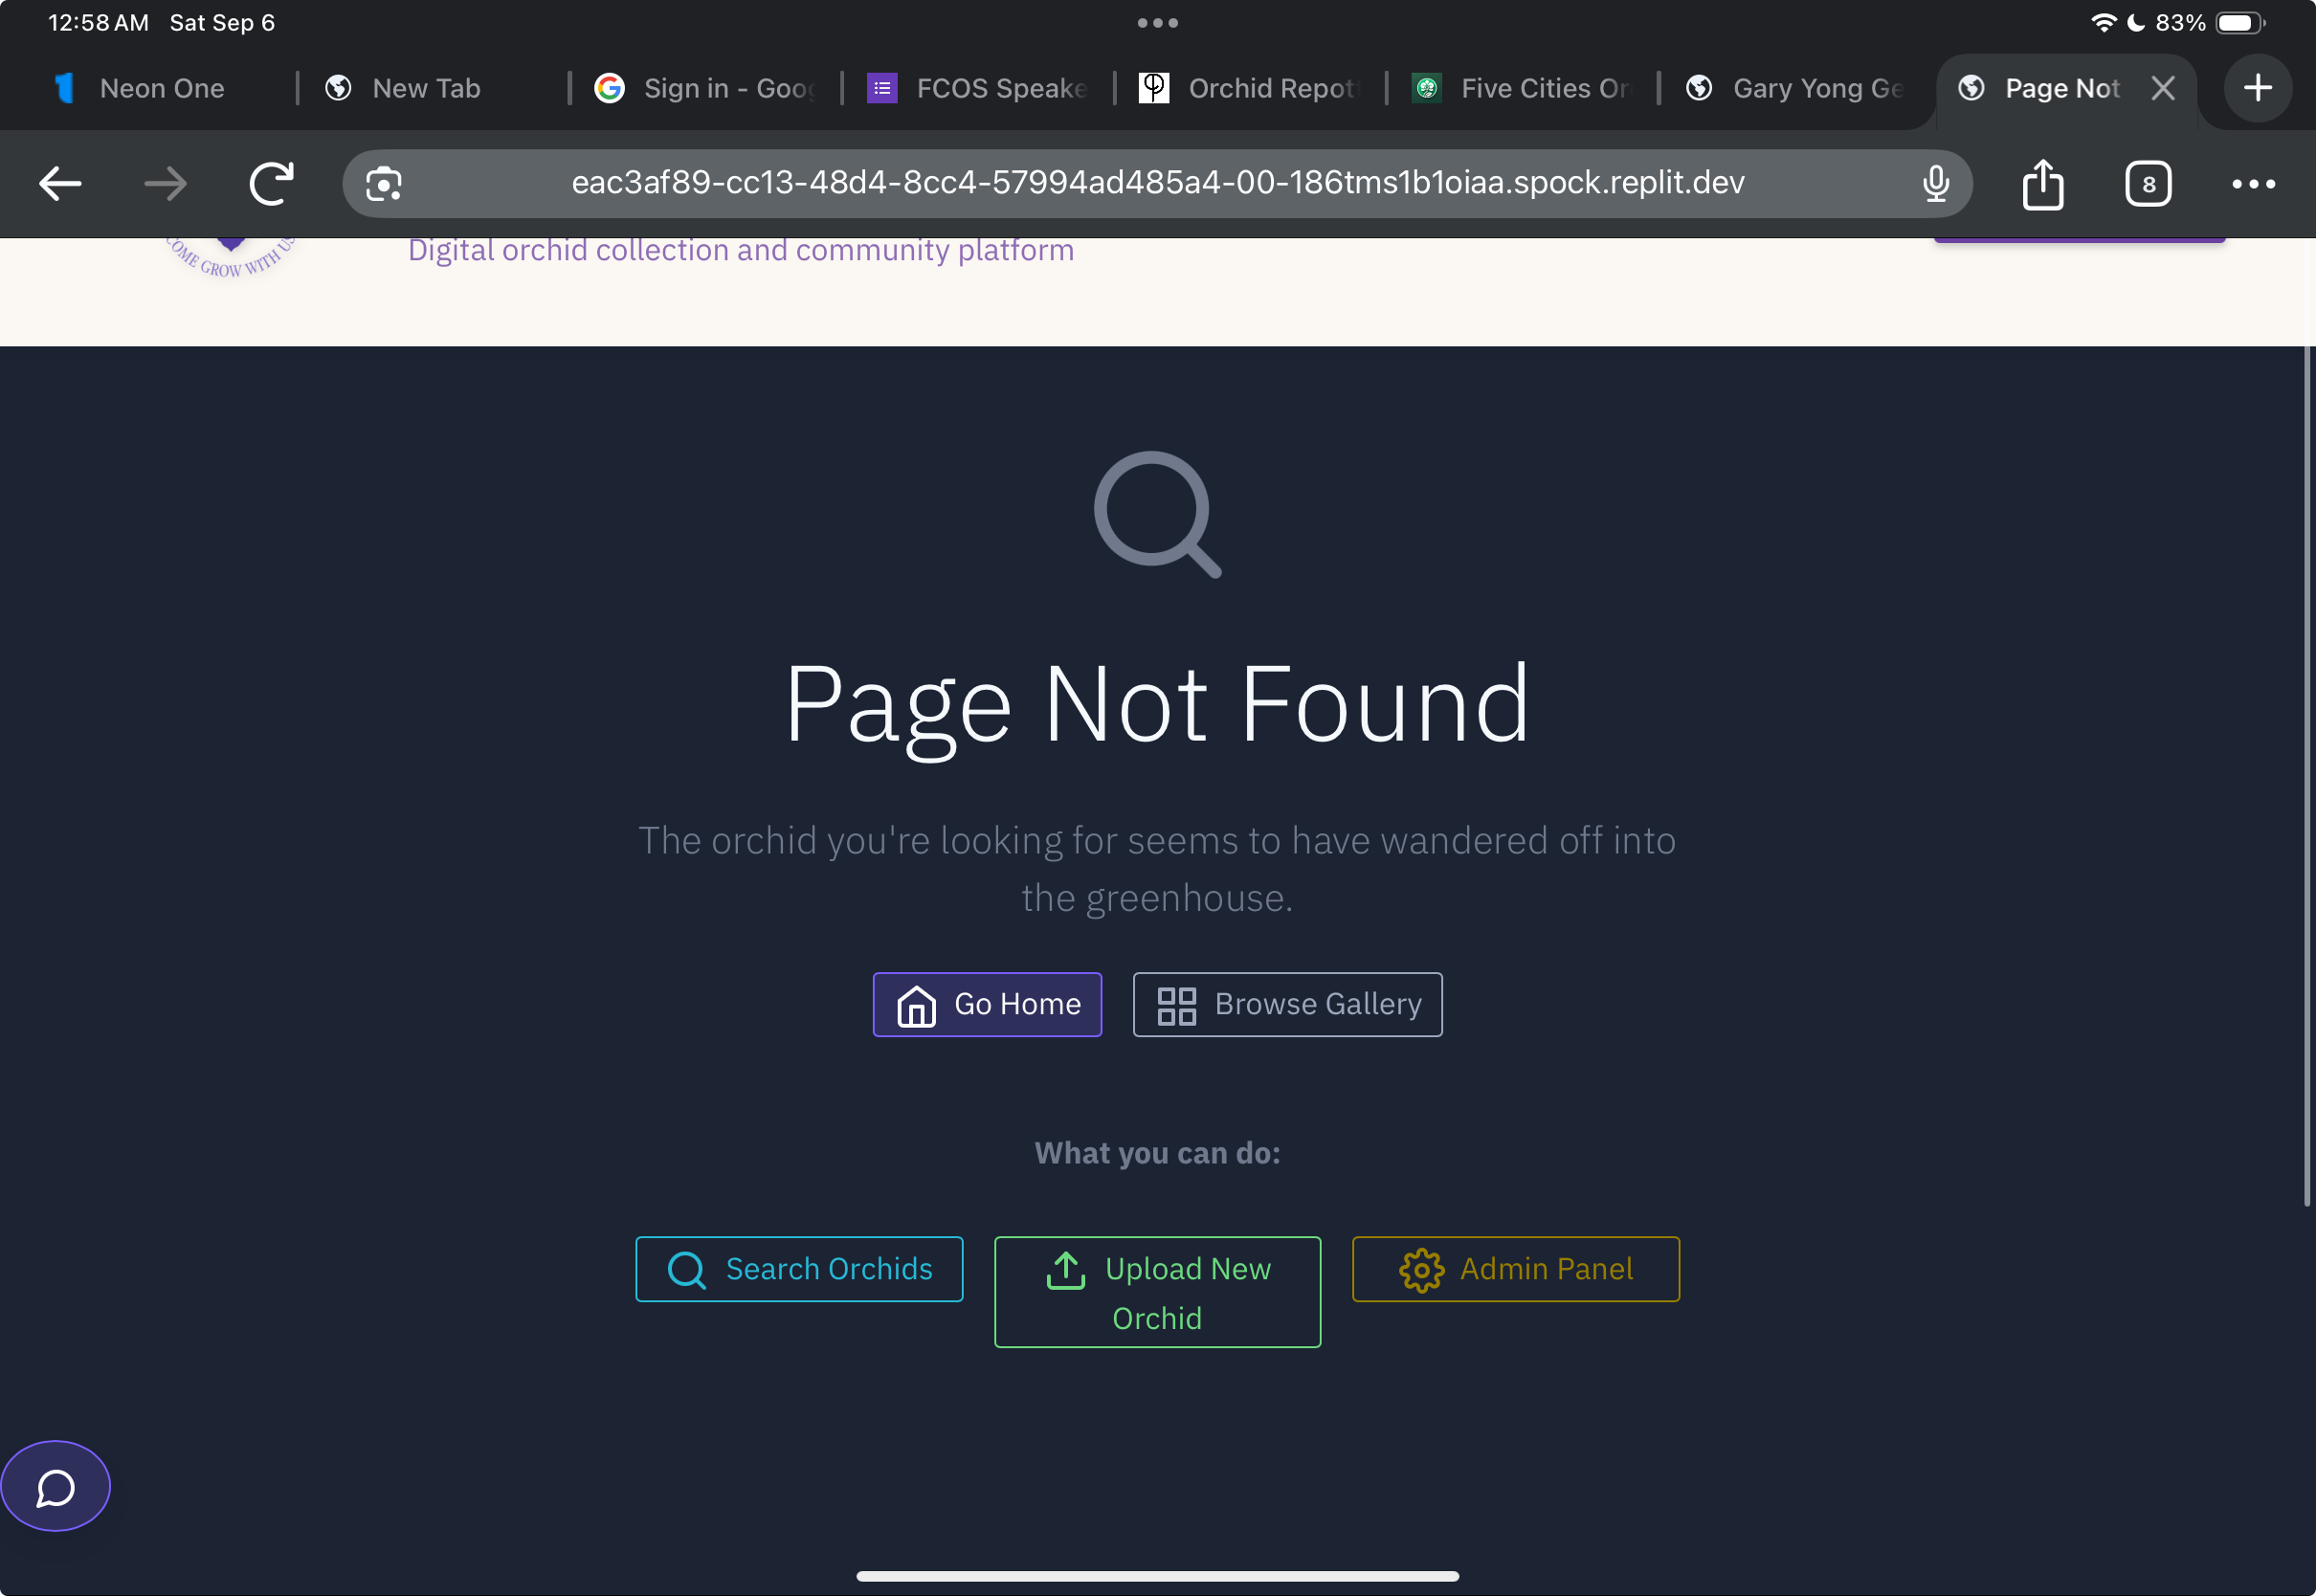 12:58 AM Sat Sep 6
83%
Neon One
New Tab
Sign in - Goog
FCOS Speake
Orchid Repot
Five Cities Or
Gary Yong Ge
Page Not
eac3af89-cc13-48d4-8cc4-57994ad485a4-00-186tms1b1oiaa.spock.replit.dev
8
COME GROW WITH US
Digital orchid collection and community platform
Page Not Found
The orchid you're looking for seems to have wandered off into
the greenhouse.
Go Home
Browse Gallery
What you can do:
Search Orchids
Upload New
Orchid
Admin Panel